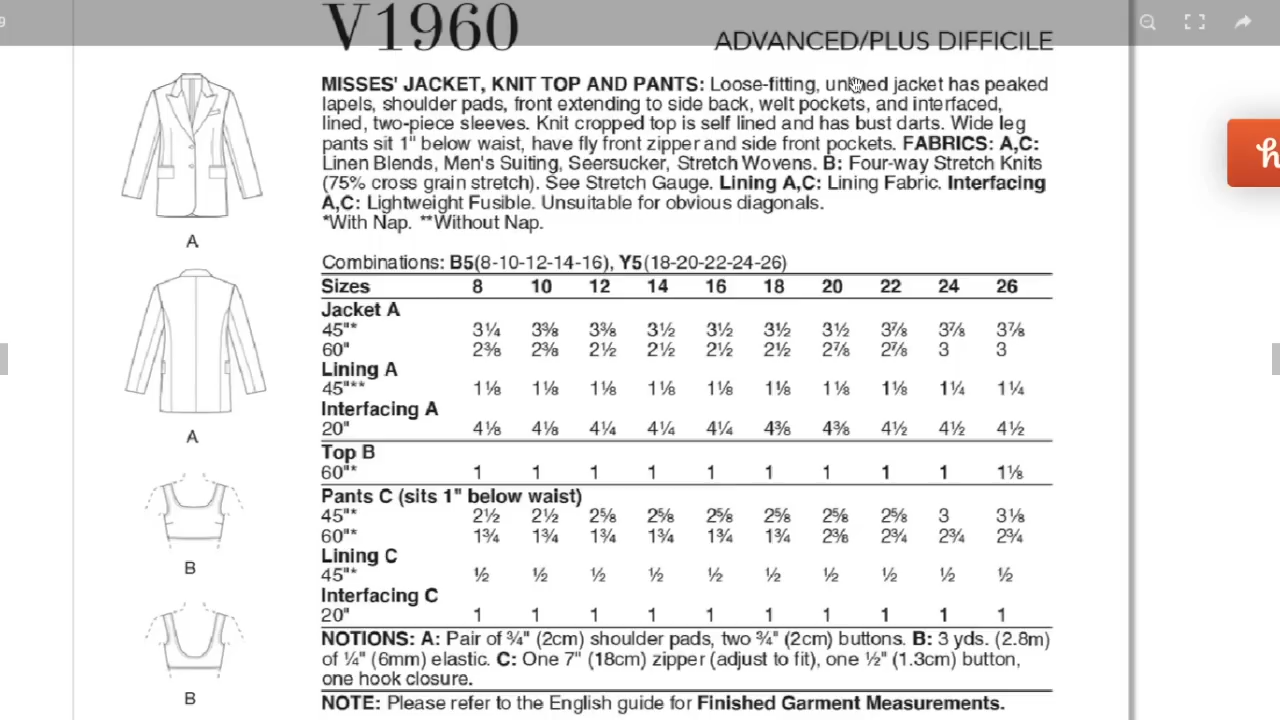 9
V1960
ADVANCED/PLUS DIFFICILE
MISSES' JACKET, KNIT TOP AND PANTS: Loose-fitting, unlined jacket has peaked
lapels, shoulder pads, front extending to side back, welt pockets, and interfaced,
lined, two-piece sleeves. Knit cropped top is self lined and has bust darts. Wide leg
pants sit 1" below waist, have fly front zipper and side front pockets. FABRICS: A,C:
Linen Blends, Men's Suiting, Seersucker, Stretch Wovens. B: Four-way Stretch Knits
(75% cross grain stretch). See Stretch Gauge. Lining A,C: Lining Fabric. Interfacing
A,C: Lightweight Fusible. Unsuitable for obvious diagonals.
*With Nap. **Without Nap.
Combinations: B5(8-10-12-14-16), Y5(18-20-22-24-26)
Sizes 8 10 12 14 16 18 20 22 24 26
Jacket A
45"* 3¼ 3⅜ 3⅜ 3½ 3½ 3½ 3½ 3⅞ 3⅞ 3⅞
60" 2⅜ 2⅜ 2½ 2½ 2½ 2½ 2⅞ 2⅞ 3 3
Lining A
45"** 1⅛ 1⅛ 1⅛ 1⅛ 1⅛ 1⅛ 1⅛ 1⅛ 1¼ 1¼
Interfacing A
20" 4⅛ 4⅛ 4¼ 4¼ 4¼ 4⅜ 4⅜ 4½ 4½ 4½
Top B
60"* 1 1 1 1 1 1 1 1 1 1⅛
Pants C (sits 1" below waist)
45"* 2½ 2½ 2⅝ 2⅝ 2⅝ 2⅝ 2⅝ 2⅝ 3 3⅛
60"* 1¾ 1¾ 1¾ 1¾ 1¾ 1¾ 2⅜ 2¾ 2¾ 2¾
Lining C
45"* ½ ½ ½ ½ ½ ½ ½ ½ ½ ½
Interfacing C
20" 1 1 1 1 1 1 1 1 1 1
NOTIONS: A: Pair of ¾" (2cm) shoulder pads, two ¾" (2cm) buttons. B: 3 yds. (2.8m)
of ¼" (6mm) elastic. C: One 7" (18cm) zipper (adjust to fit), one ½" (1.3cm) button,
one hook closure.
NOTE: Please refer to the English guide for Finished Garment Measurements.
A
A
B
B
h